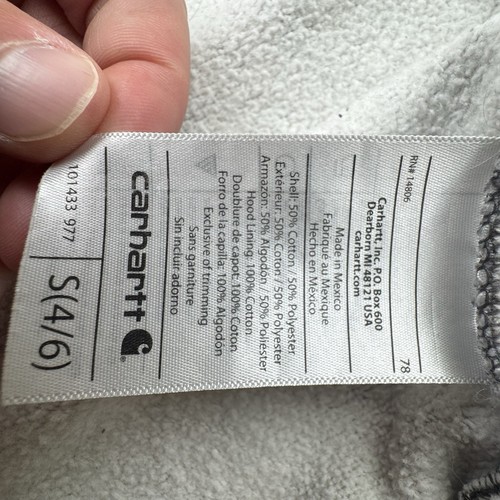 RN# 14806
78
Carhartt, Inc. P.O. Box 600
Dearborn MI 48121 USA
carhartt.com
Made in Mexico
Fabriqué au Mexique
Hecho en México
Shell: 50% Cotton / 50% Polyester
Extérieur: 50% Coton / 50% Polyester
Armazon: 50% Algodón / 50% Poliéster
Hood Lining: 100% Cotton
Doublure de capot: 100% Coton
Forro de la capilla: 100% Algodon
Exclusive of trimming
Sans garniture
Sin incluir adorno
carhartt
101433 977
S(4/6)